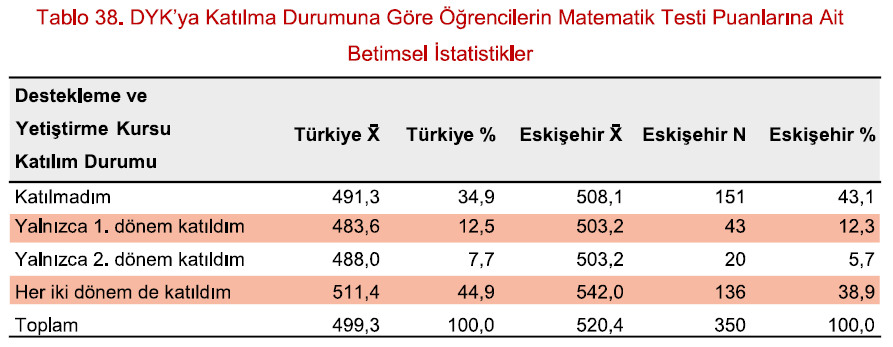 Tablo 38. DYK’ya Katılma Durumuna Göre Öğrencilerin Matematik Testi Puanlarına Ait
Betimsel İstatistikler
Destekleme ve
Yetiştirme Kursu
Katılım Durumu
Türkiye X̄ Türkiye % Eskişehir X̄ Eskişehir N Eskişehir %
Katılmadım 491,3 34,9 508,1 151 43,1
Yalnızca 1. dönem katıldım 483,6 12,5 503,2 43 12,3
Yalnızca 2. dönem katıldım 488,0 7,7 503,2 20 5,7
Her iki dönem de katıldım 511,4 44,9 542,0 136 38,9
Toplam 499,3 100,0 520,4 350 100,0